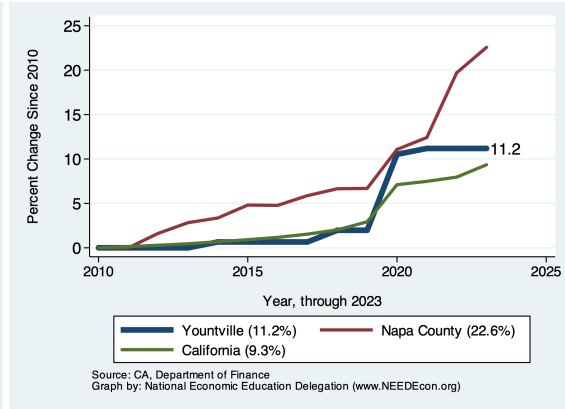 Percent Change Since 2010
25
20
15
10
5
0
11.2
2010 2015 2020 2025
Year, through 2023
Yountville (11.2%) Napa County (22.6%)
California (9.3%)
Source: CA, Department of Finance
Graph by: National Economic Education Delegation (www.NEEDEcon.org)